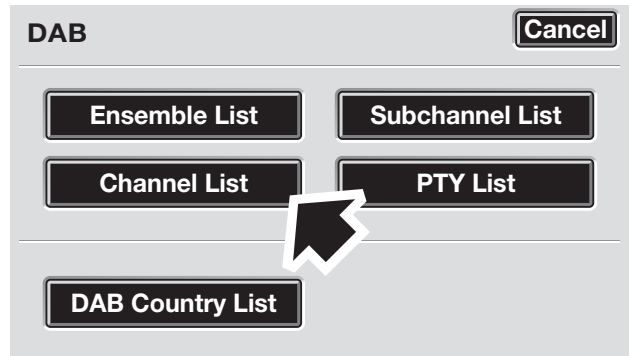 DAB
Cancel
Ensemble List
Subchannel List
Channel List
PTY List
DAB Country List